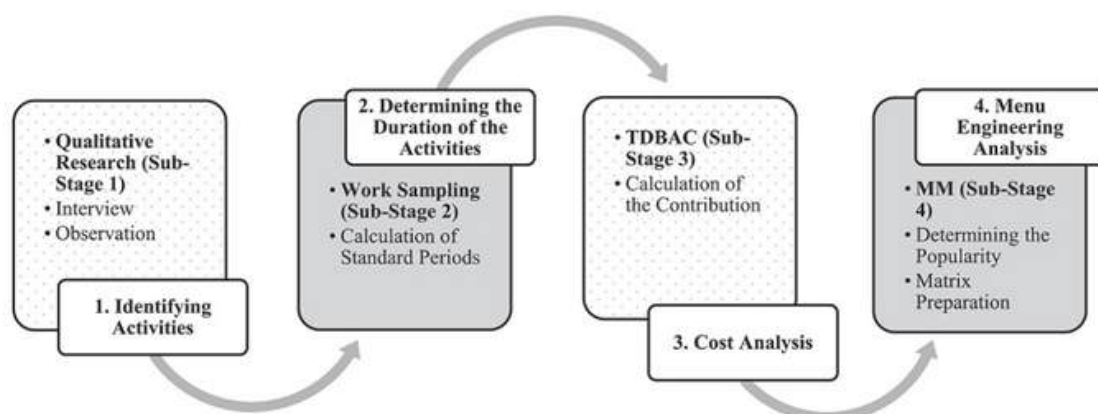 • Qualitative
Research (Sub-
Stage 1)
• Interview
• Observation
1. Identifying
Activities
2. Determining the
Duration of the
Activities
• Work Sampling
(Sub-Stage 2)
• Calculation of
Standard Periods
• TDBAC (Sub-
Stage 3)
• Calculation of
the Contribution
3. Cost Analysis
4. Menu
Engineering
Analysis
• MM (Sub-Stage
4)
• Determining the
Popularity
• Matrix
Preparation